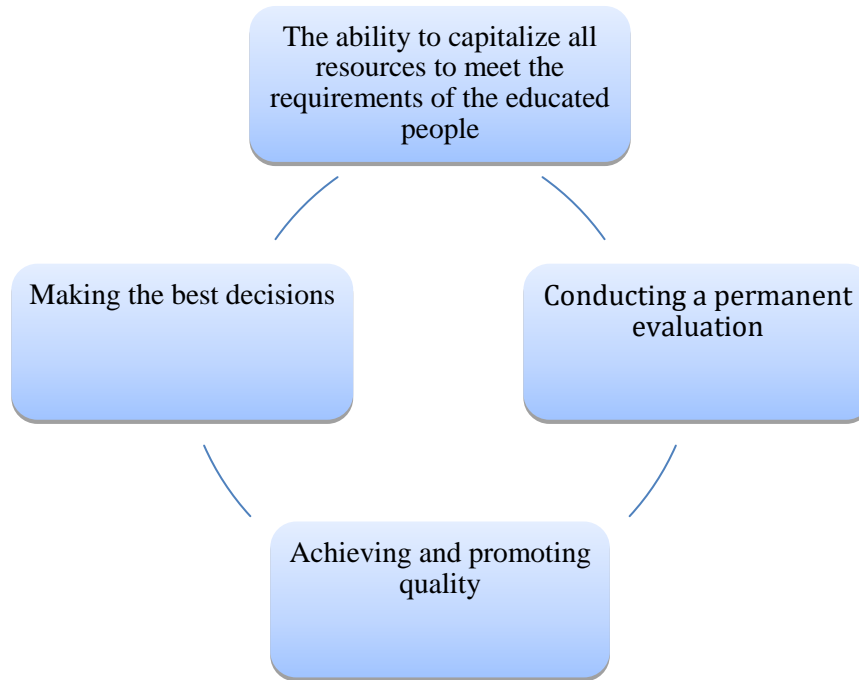 The ability to capitalize all
resources to meet the
requirements of the educated
people
Making the best decisions
Conducting a permanent
evaluation
Achieving and promoting
quality